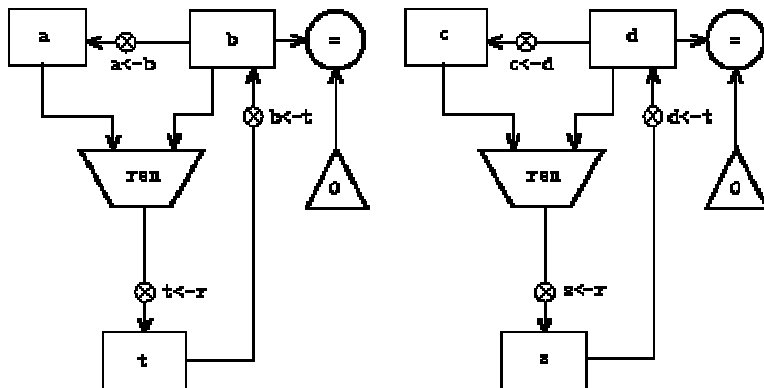 a
b
=
a<-b
b<-t
rem
0
t<-r
t
c
d
=
c<-d
d<-t
rem
0
s<-r
s